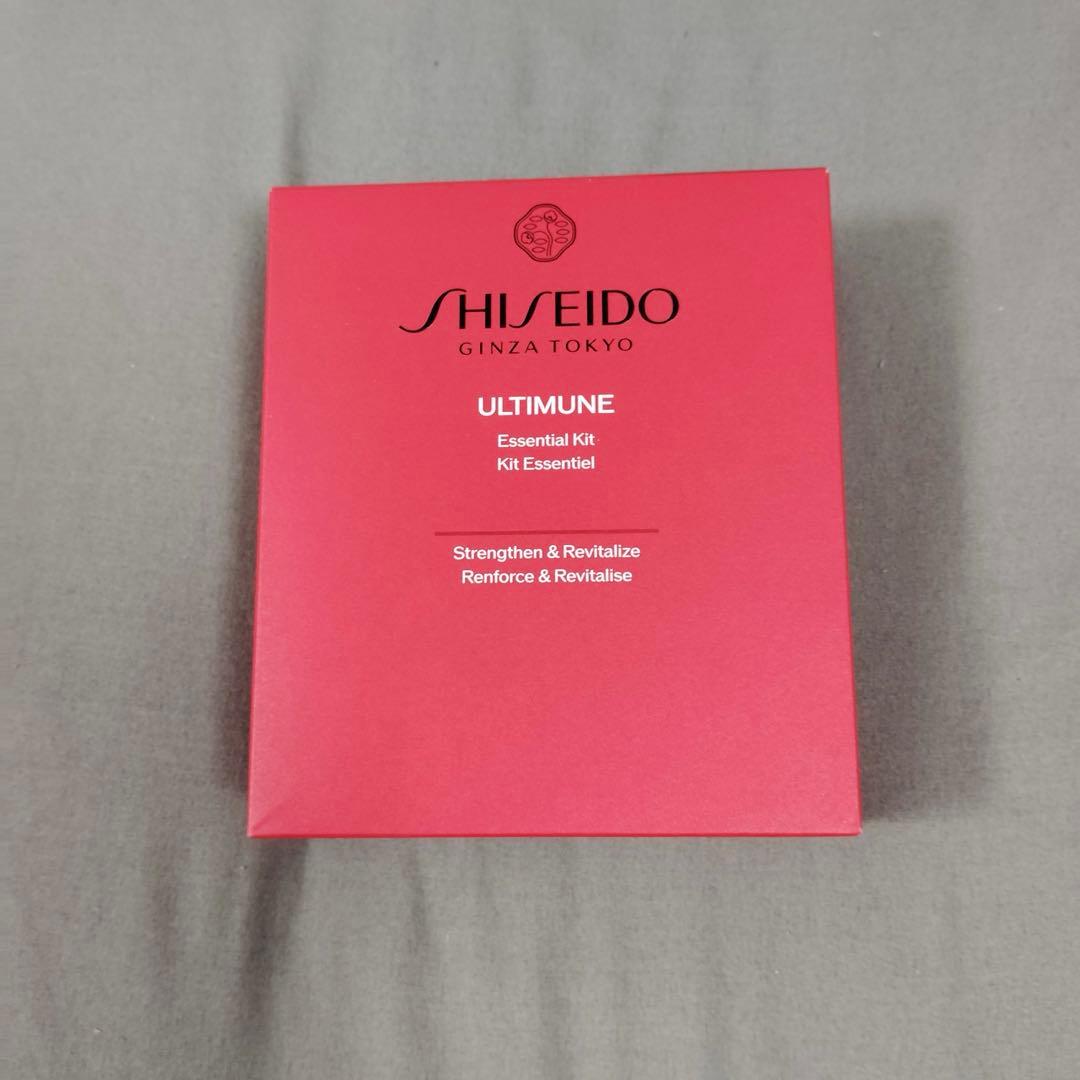 SHISEIDO
GINZA TOKYO
ULTIMUNE
Essential Kit
Kit Essentiel
Strengthen & Revitalize
Renforce & Revitalise